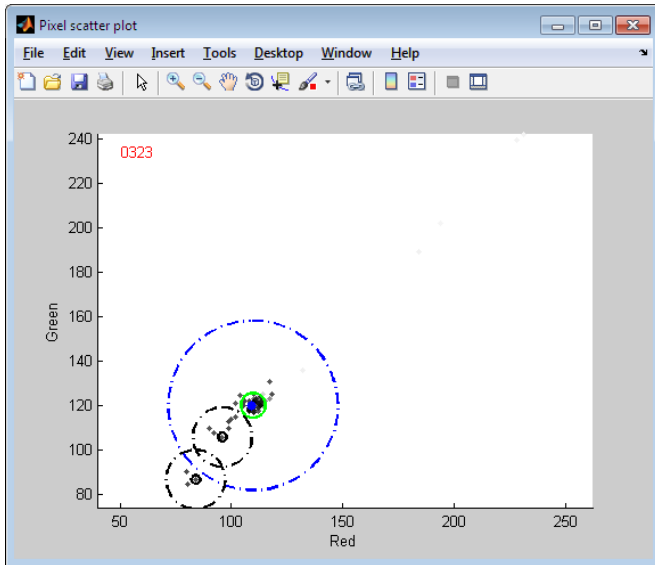 Pixel scatter plot
File Edit View Insert Tools Desktop Window Help
0323
240
220
200
180
160
140
120
100
80
Green
50 100 150 200 250
Red